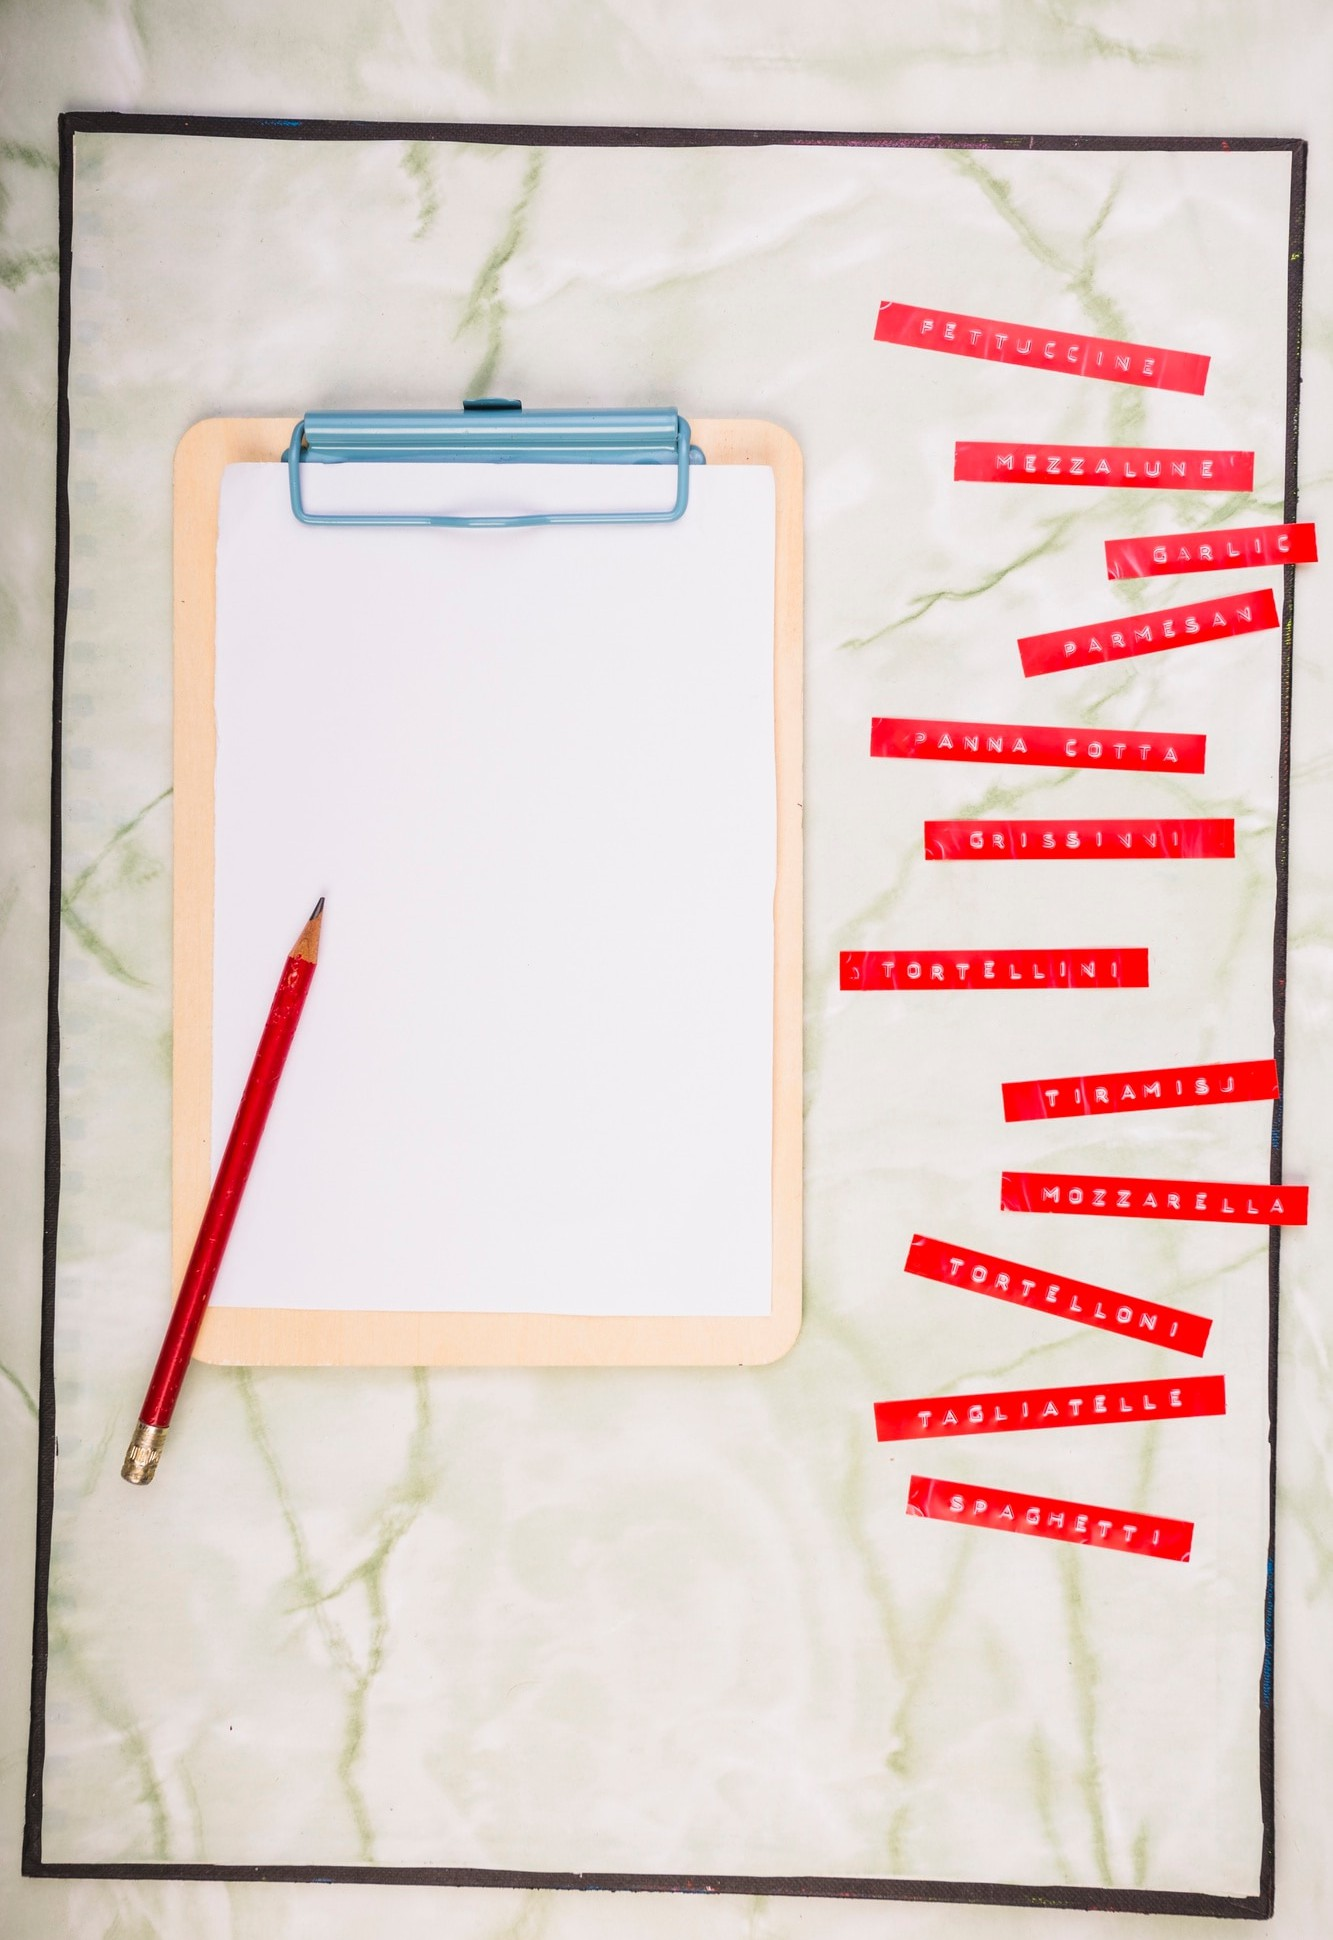 FETTUCCINE
MEZZALUNE
GARLIC
PARMESAN
PANNA COTTA
GRISSINNI
TORTELLINI
TIRAMISU
MOZZARELLA
TORTELLONI
TAGLIATELLE
SPAGHETTI